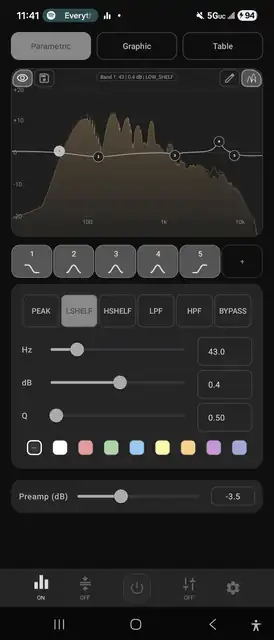 11:41 Everyt 5GUC 94
Parametric Graphic Table
Band 1: 43 | 0.4 dB | LOW_SHELF
+20
+10
-10
-20
100 1k 10k
1 2 3 4 5 +
PEAK LSHELF HSHELF LPF HPF BYPASS
Hz 43.0
dB 0.4
Q 0.50
Preamp (dB) -3.5
ON OFF OFF